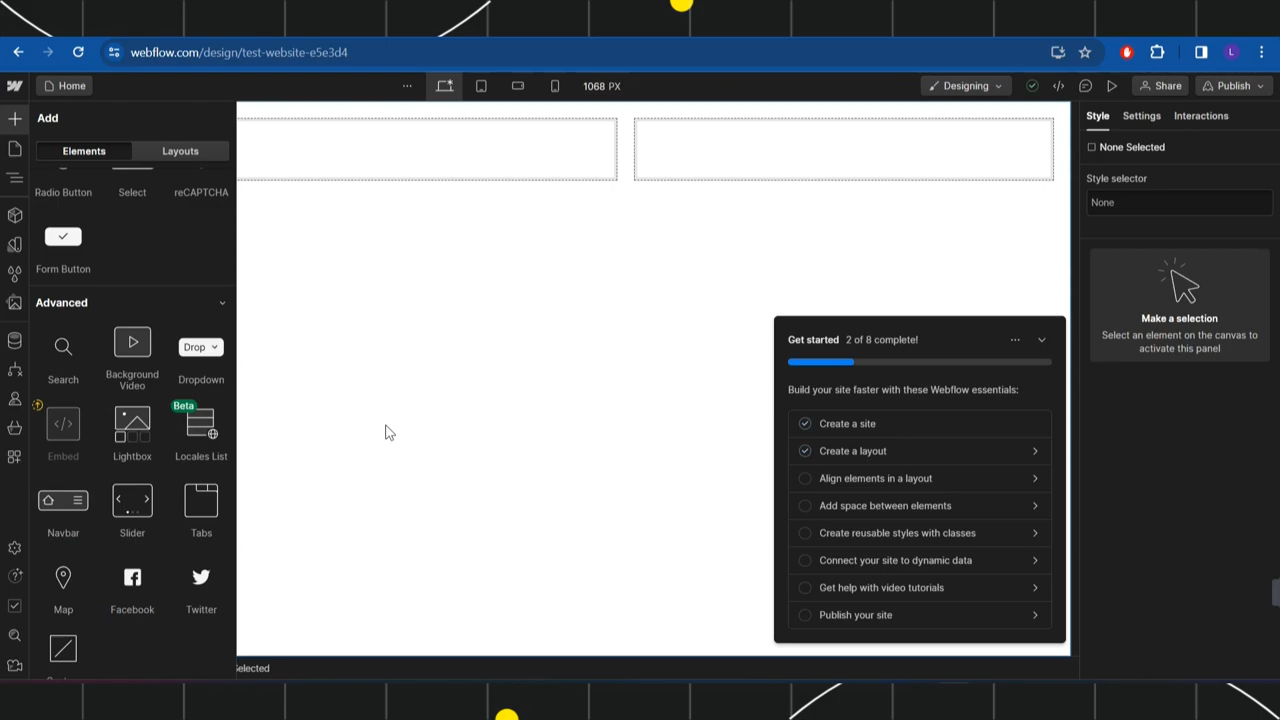 webflow.com/design/test-website-e5e3d4
L
Home
1068 PX
Designing
Share
Publish
Add
Elements
Layouts
Radio Button
Select
reCAPTCHA
Form Button
Advanced
Search
Background Video
Drop
Dropdown
Embed
Lightbox
Beta
Locales List
Navbar
Slider
Tabs
Map
Facebook
Twitter
Selected
Get started 2 of 8 complete!
Build your site faster with these Webflow essentials:
Create a site
Create a layout
Align elements in a layout
Add space between elements
Create reusable styles with classes
Connect your site to dynamic data
Get help with video tutorials
Publish your site
Style
Settings
Interactions
None Selected
Style selector
None
Make a selection
Select an element on the canvas to
activate this panel